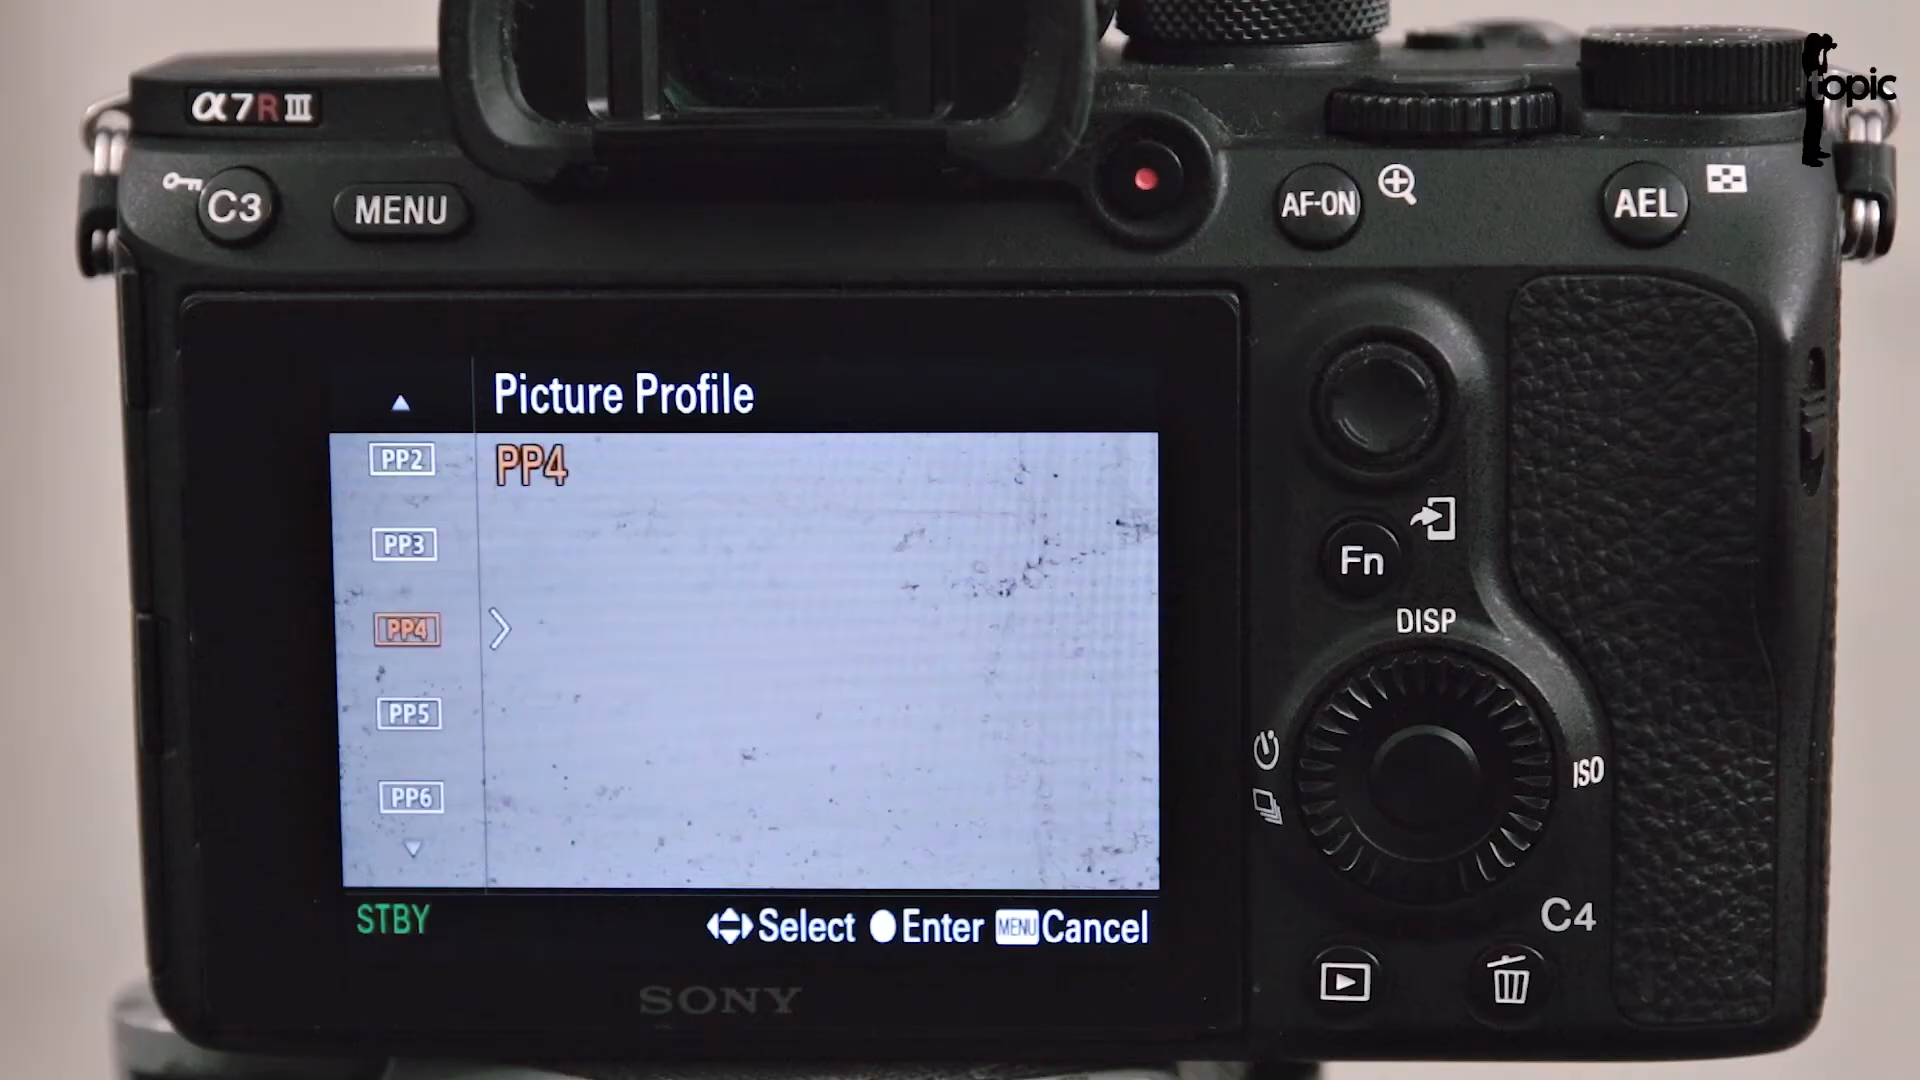 topic
α7RIII
C3
MENU
AF-ON
AEL
Picture Profile
PP2
PP4
PP3
PP4
PP5
PP6
STBY
Select Enter MENU Cancel
SONY
Fn
DISP
ISO
C4